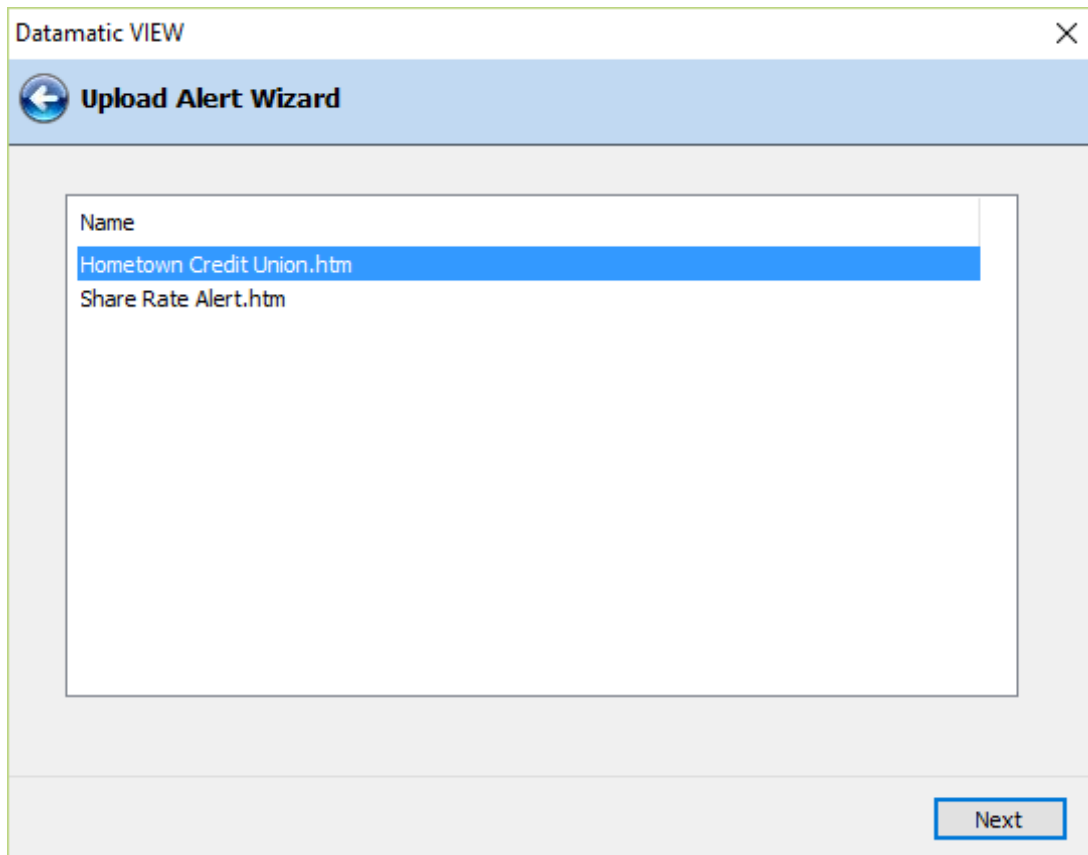 Datamatic VIEW
Upload Alert Wizard
Name
Hometown Credit Union.htm
Share Rate Alert.htm
Next